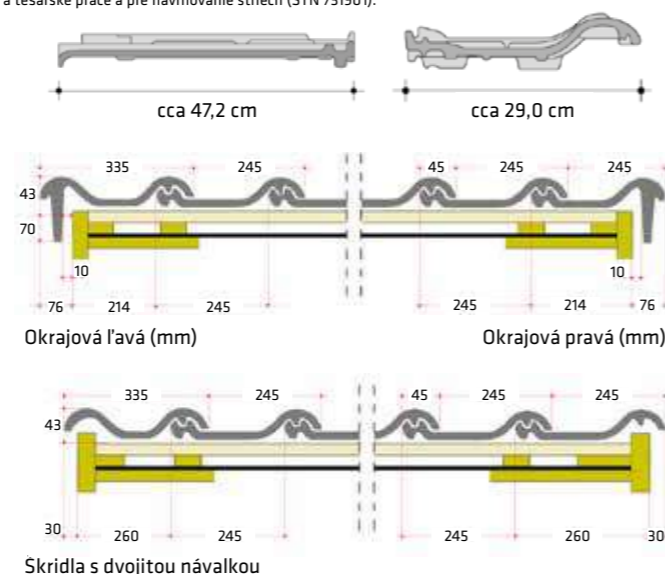 a tesárske práce a pre navrhovanie striech (STN 731901).
cca 47,2 cm
cca 29,0 cm
335 245 45 245 245
43
70
10 10
76 214 245 245 214 76
Okrajová ľavá (mm)
Okrajová pravá (mm)
335 245 45 245 245
43
30 260 245 245 260 30
Škridla s dvojitou návalkou